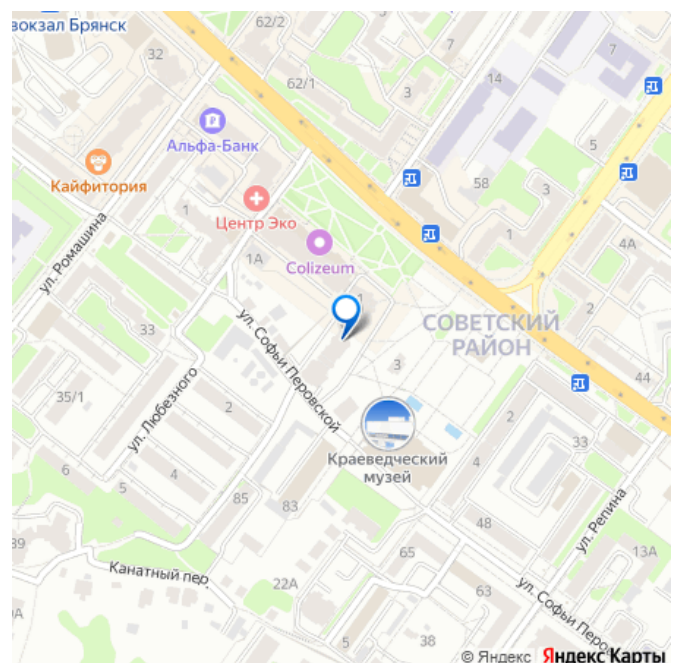 вокзал Брянск
62/2
7
32
14
62/1
3
Альфа-Банк
5
Кайфитория
58
3
1
Центр Эко
ул. Ромашина
1
4А
Colizeum
1А
1
2
СОВЕТСКИЙ
РАЙОН
33
ул. Софьи Перовской
3
44
35/1
ул. Любезного
2
2
33
Краеведческий
музей
4
6
5
4
85
83
48
ул. Репина
39
65
13А
Канатный пер.
22А
63
ул. Софьи Перо
5
38
© Яндекс
Яндекс Карты